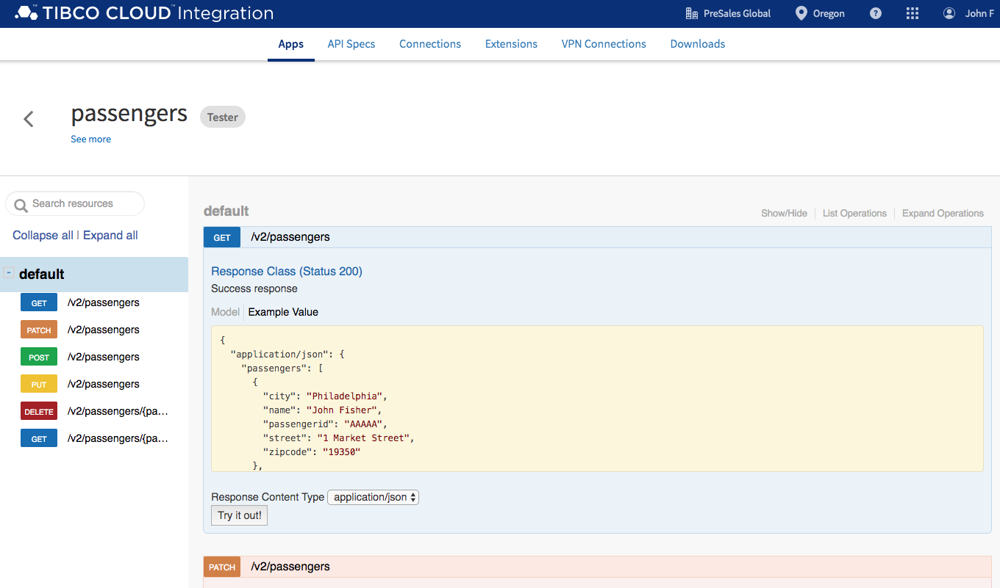 TIBCO CLOUD™ Integration PreSales Global Oregon ? John F
Apps API Specs Connections Extensions VPN Connections Downloads
passengers Tester
See more
Search resources
Collapse all | Expand all
- default
GET /v2/passengers
PATCH /v2/passengers
POST /v2/passengers
PUT /v2/passengers
DELETE /v2/passengers/{pa...
GET /v2/passengers/{pa...
default Show/Hide | List Operations | Expand Operations
GET /v2/passengers
Response Class (Status 200)
Success response
Model | Example Value
{
"application/json": {
"passengers": [
{
"city": "Philadelphia",
"name": "John Fisher",
"passengerid": "AAAAA",
"street": "1 Market Street",
"zipcode": "19350"
},
Response Content Type application/json
Try it out!
PATCH /v2/passengers